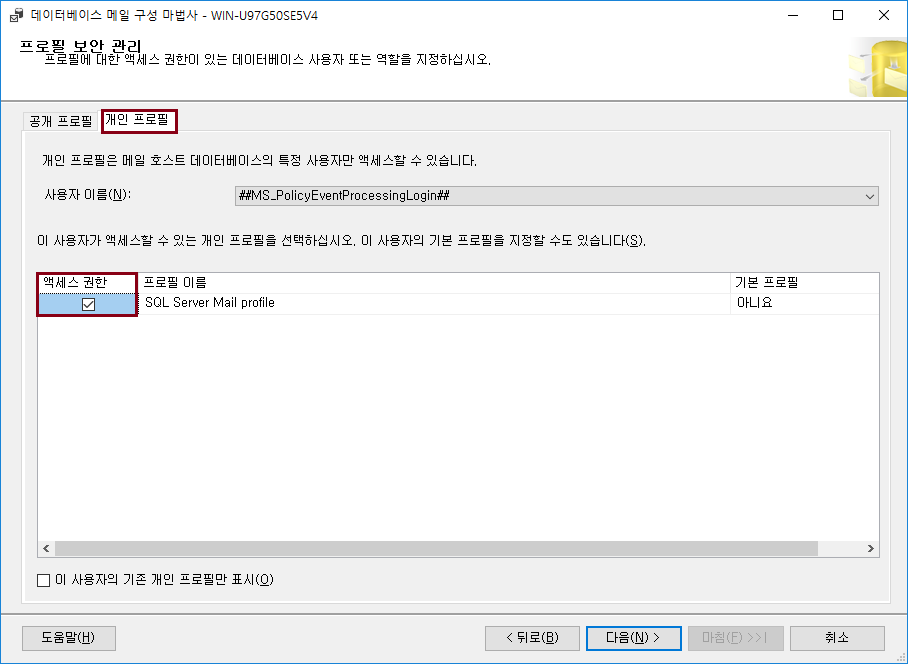 데이터베이스 메일 구성 마법사 - WIN-U97G50SE5V4
프로필 보안 관리
프로필에 대한 액세스 권한이 있는 데이터베이스 사용자 또는 역할을 지정하십시오.
공개 프로필 개인 프로필
개인 프로필은 메일 호스트 데이터베이스의 특정 사용자만 액세스할 수 있습니다.
사용자 이름(N): ##MS_PolicyEventProcessingLogin##
이 사용자가 액세스할 수 있는 개인 프로필을 선택하십시오. 이 사용자의 기본 프로필을 지정할 수도 있습니다(S).
액세스 권한 프로필 이름 기본 프로필
SQL Server Mail profile 아니요
이 사용자의 기존 개인 프로필만 표시(O)
도움말(H) < 뒤로(B) 다음(N) > 마침(F) >>| 취소